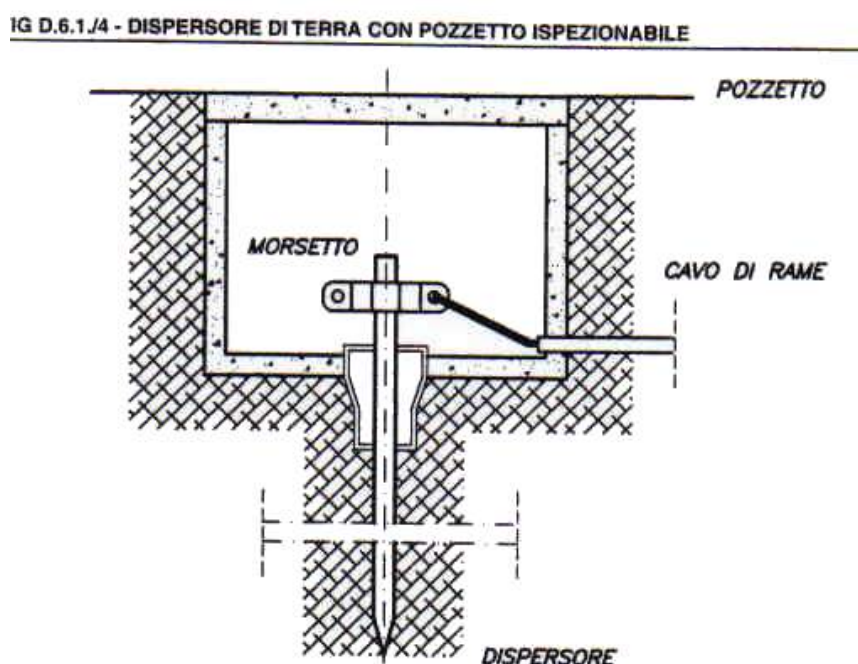 IG D.6.1./4 - DISPERSORE DI TERRA CON POZZETTO ISPEZIONABILE
POZZETTO
MORSETTO
CAVO DI RAME
DISPERSORE